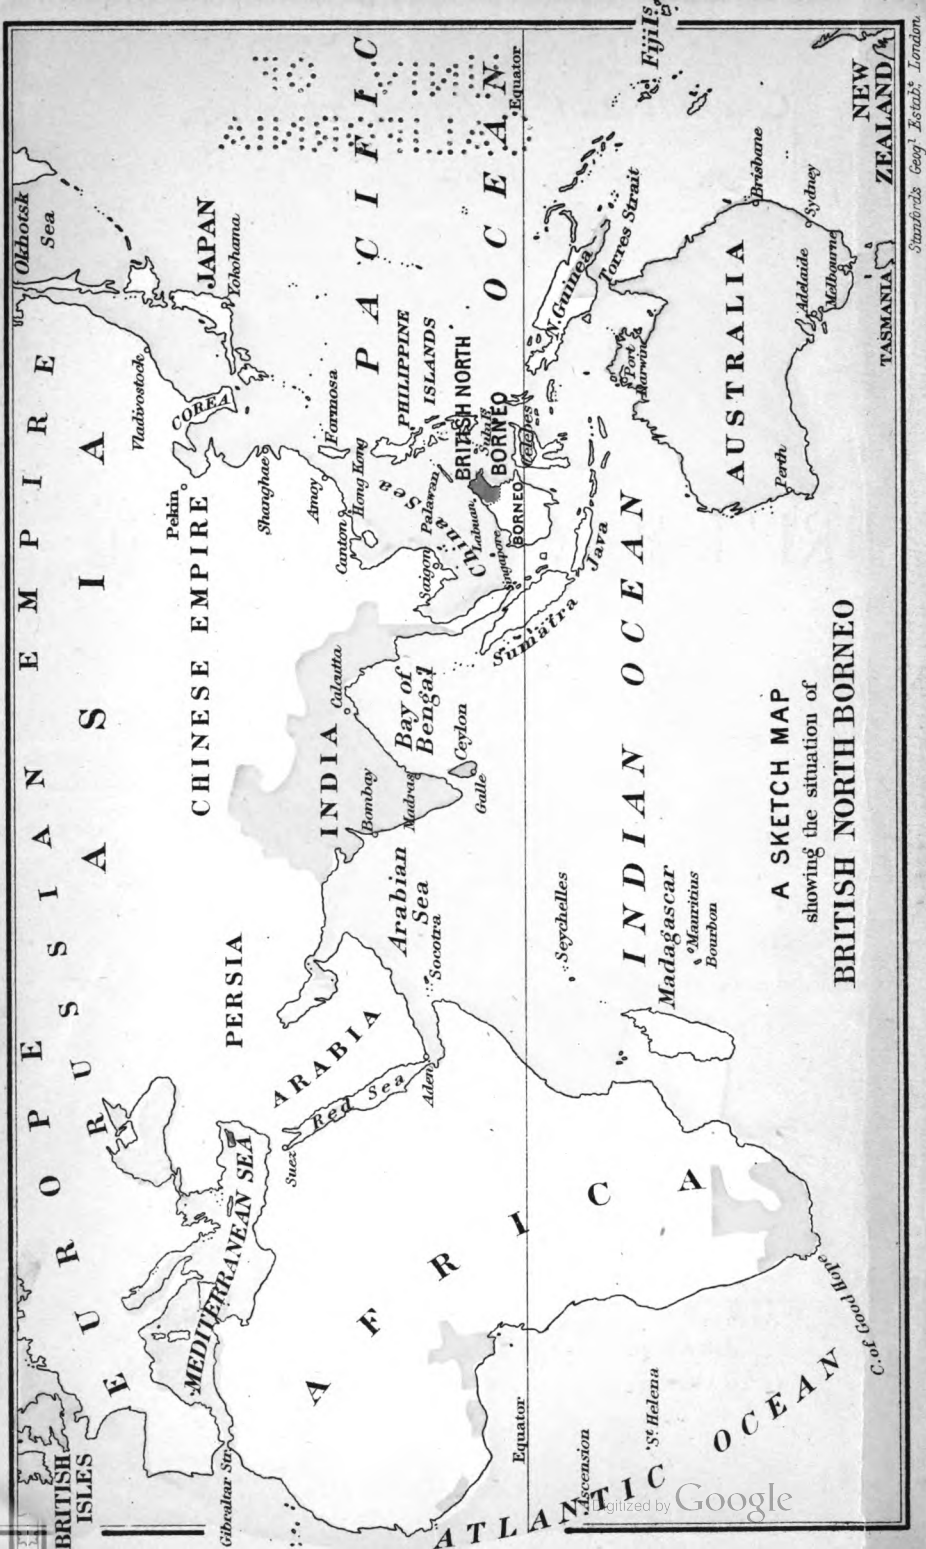 A SKETCH MAP
showing the situation of
BRITISH NORTH BORNEO
BRITISH
ISLES
EUROPE
RUSSIAN EMPIRE
ASIA
Okhotsk
Sea
Vladivostock
COREA
JAPAN
Yokohama
Pekin
CHINESE EMPIRE
Shanghae
Amoy
Formosa
Canton
Hong Kong
PERSIA
INDIA
Calcutta
Bombay
Madras
Bay of
Bengal
Ceylon
Galle
Arabian
Sea
Socotra
ARABIA
Red Sea
Aden
Suez
MEDITERRANEAN SEA
Gibraltar Str.
AFRICA
C. of Good Hope
ATLANTIC OCEAN
Ascension
St. Helena
Equator
Seychelles
Madagascar
Mauritius
Bourbon
INDIAN OCEAN
China Sea
Saigon
Palawan
Labuan
Singapore
Sumatra
Java
BORNEO
BRITISH NORTH
BORNEO
Celebes
PHILIPPINE
ISLANDS
PACIFIC
OCEAN
Equator
N. Guinea
Torres Strait
Fiji Is.
AUSTRALIA
Port
Darwin
Perth
Adelaide
Melbourne
Sydney
Brisbane
TASMANIA
NEW
ZEALAND
Stanford's Geogl. Estabt. London
Digitized by Google